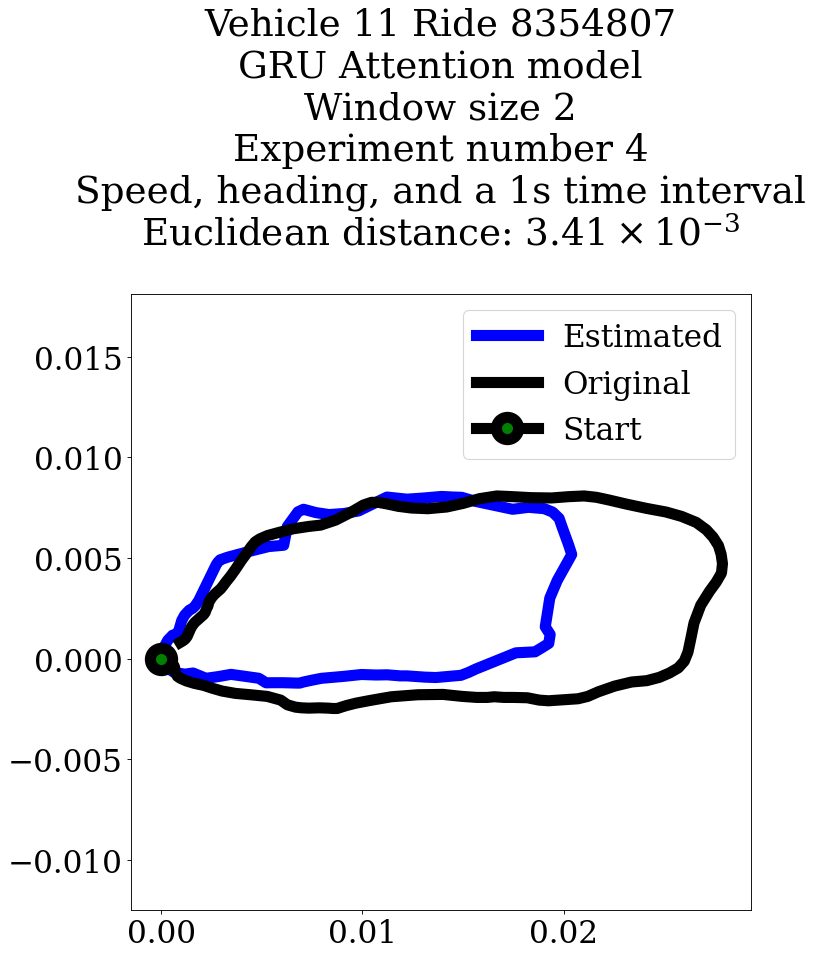 Vehicle 11 Ride 8354807
GRU Attention model
Window size 2
Experiment number 4
Speed, heading, and a 1s time interval
Euclidean distance: 3.41 × 10⁻³
Estimated
Original
Start
0.015
0.010
0.005
0.000
−0.005
−0.010
0.00 0.01 0.02